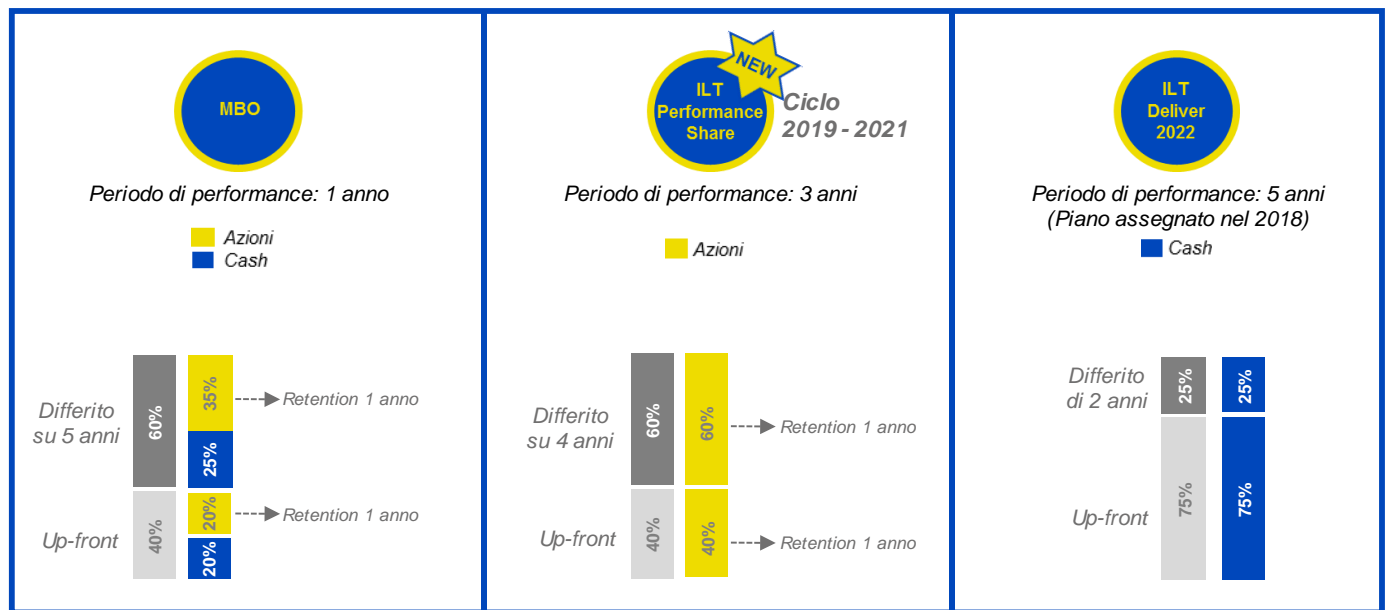 MBO
Periodo di performance: 1 anno
Azioni
Cash
Differito
su 5 anni
60%
35%
25%
Retention 1 anno
Up-front
40%
20%
20%
Retention 1 anno
NEW
ILT
Performance
Share
Ciclo
2019 - 2021
Periodo di performance: 3 anni
Azioni
Differito
su 4 anni
60%
60%
Retention 1 anno
Up-front
40%
40%
Retention 1 anno
ILT
Deliver
2022
Periodo di performance: 5 anni
(Piano assegnato nel 2018)
Cash
Differito
di 2 anni
25%
25%
Up-front
75%
75%